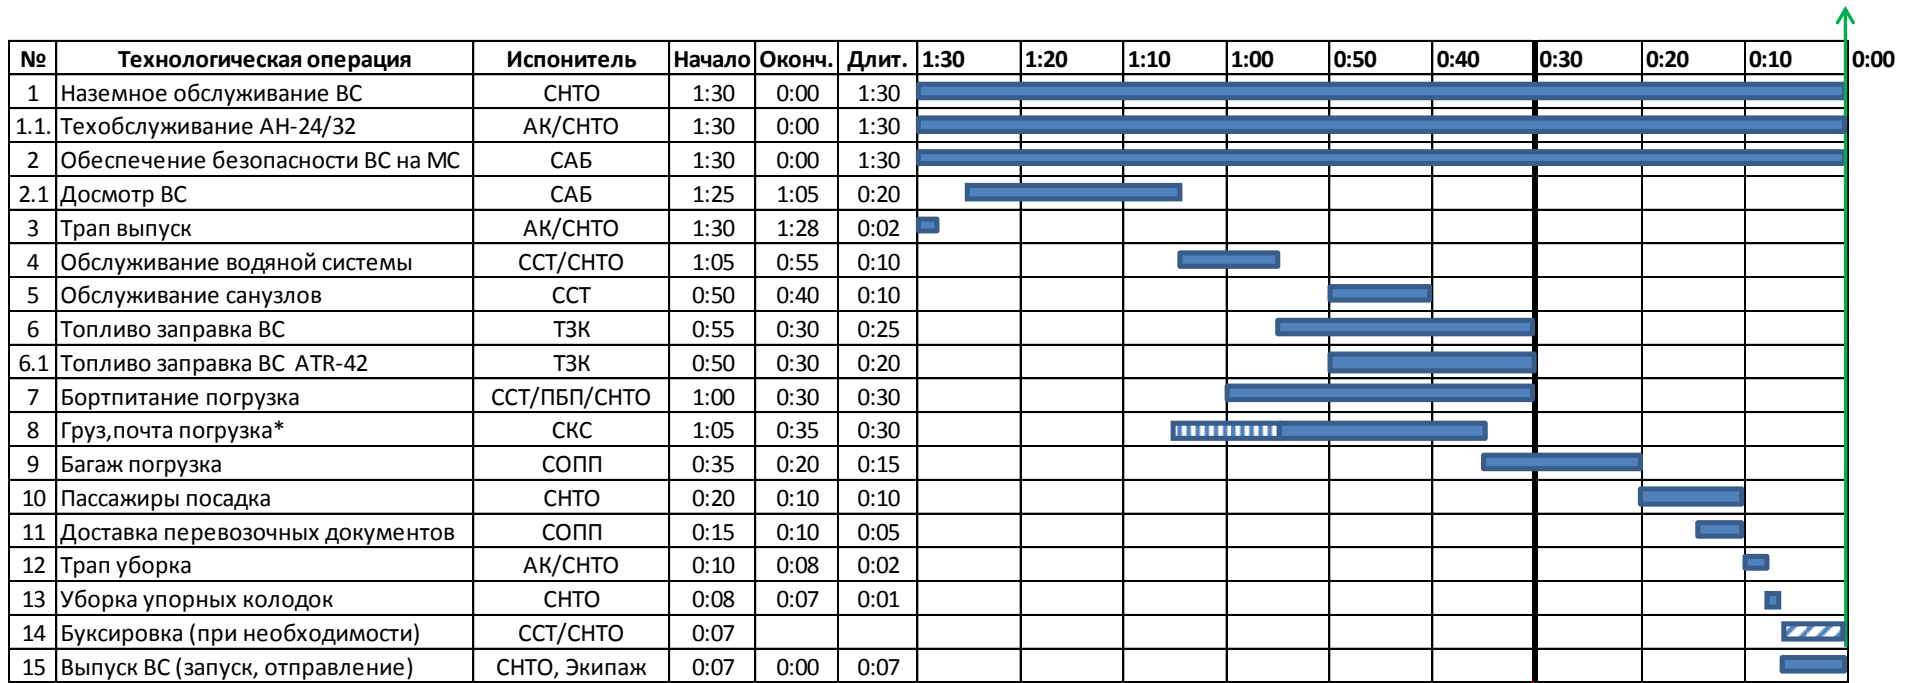 № Технологическая операция Испонитель Начало Оконч. Длит. 1:30 1:20 1:10 1:00 0:50 0:40 0:30 0:20 0:10 0:00
1 Наземное обслуживание ВС СНТО 1:30 0:00 1:30
1.1. Техобслуживание АН-24/32 АК/СНТО 1:30 0:00 1:30
2 Обеспечение безопасности ВС на МС САБ 1:30 0:00 1:30
2.1 Досмотр ВС САБ 1:25 1:05 0:20
3 Трап выпуск АК/СНТО 1:30 1:28 0:02
4 Обслуживание водяной системы ССТ/СНТО 1:05 0:55 0:10
5 Обслуживание санузлов ССТ 0:50 0:40 0:10
6 Топливо заправка ВС ТЗК 0:55 0:30 0:25
6.1 Топливо заправка ВС ATR-42 ТЗК 0:50 0:30 0:20
7 Бортпитание погрузка ССТ/ПБП/СНТО 1:00 0:30 0:30
8 Груз,почта погрузка* СКС 1:05 0:35 0:30
9 Багаж погрузка СОПП 0:35 0:20 0:15
10 Пассажиры посадка СНТО 0:20 0:10 0:10
11 Доставка перевозочных документов СОПП 0:15 0:10 0:05
12 Трап уборка АК/СНТО 0:10 0:08 0:02
13 Уборка упорных колодок СНТО 0:08 0:07 0:01
14 Буксировка (при необходимости) ССТ/СНТО 0:07
15 Выпуск ВС (запуск, отправление) СНТО, Экипаж 0:07 0:00 0:07